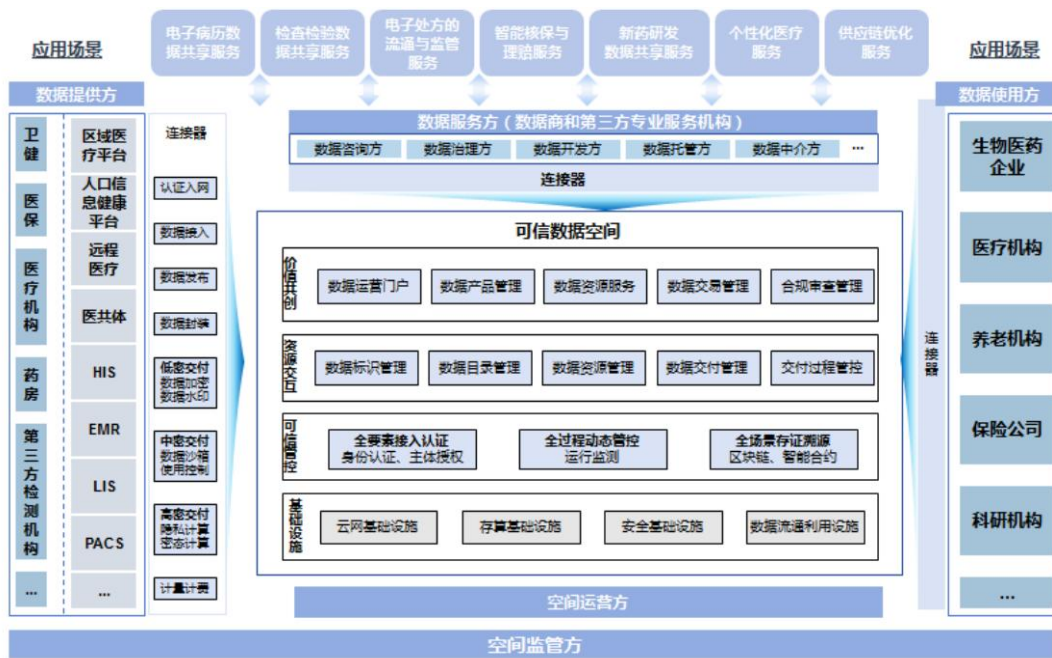 应用场景
电子病历数
据共享服务
检查检验数
据共享服务
电子处方的
流通与监管
服务
智能核保与
理赔服务
新药研发
数据共享服务
个性化医疗
服务
供应链优化
服务
应用场景
数据提供方
卫健
医保
医疗机构
药房
第三方检测机构
...
区域医
疗平台
人口信
息健康
平台
远程
医疗
医共体
HIS
EMR
LIS
PACS
...
连接器
认证入网
数据接入
数据发布
数据封装
低密交付
数据加密
数据水印
中密交付
数据沙箱
使用控制
高密交付
隐私计算
密态计算
计量计费
数据服务方（数据商和第三方专业服务机构）
数据咨询方
数据治理方
数据开发方
数据托管方
数据中介方
...
连接器
可信数据空间
价值共创
数据运营门户
数据产品管理
数据资源服务
数据交易管理
合规审查管理
资源交互
数据标识管理
数据目录管理
数据资源管理
数据交付管理
交付过程管控
可信管控
全要素接入认证
身份认证、主体授权
全过程动态管控
运行监测
全场景存证溯源
区块链、智能合约
基础设施
云网基础设施
存算基础设施
安全基础设施
数据流通利用设施
空间运营方
连接器
数据使用方
生物医药
企业
医疗机构
养老机构
保险公司
科研机构
...
空间监管方